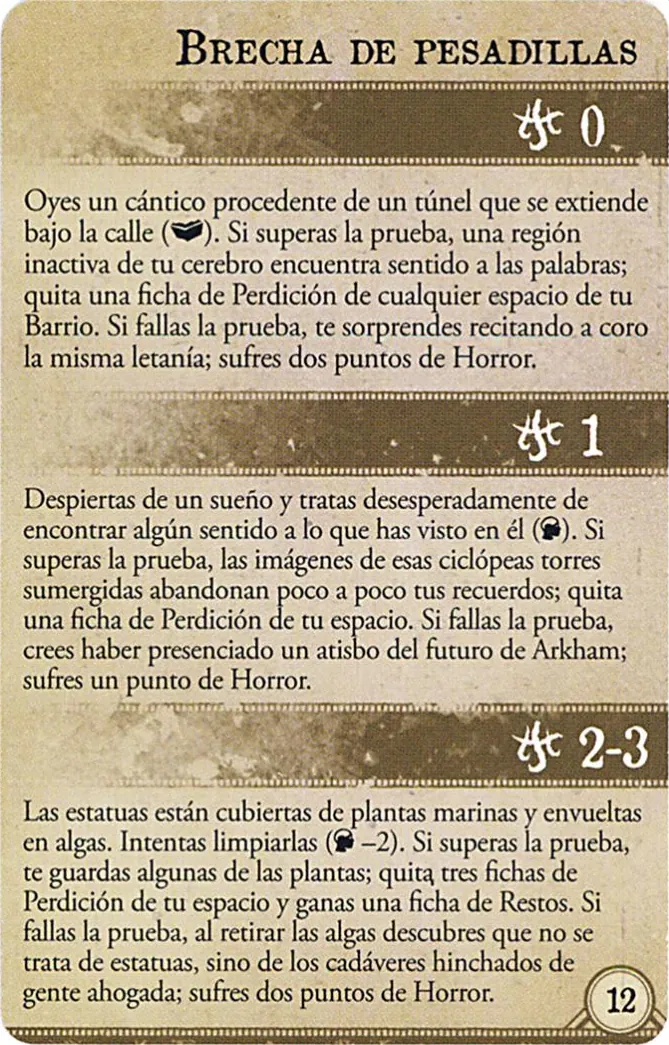 BRECHA DE PESADILLAS
0
Oyes un cántico procedente de un túnel que se extiende
bajo la calle ( ). Si superas la prueba, una región
inactiva de tu cerebro encuentra sentido a las palabras;
quita una ficha de Perdición de cualquier espacio de tu
Barrio. Si fallas la prueba, te sorprendes recitando a coro
la misma letanía; sufres dos puntos de Horror.
1
Despiertas de un sueño y tratas desesperadamente de
encontrar algún sentido a lo que has visto en él ( ). Si
superas la prueba, las imágenes de esas ciclópeas torres
sumergidas abandonan poco a poco tus recuerdos; quita
una ficha de Perdición de tu espacio. Si fallas la prueba,
crees haber presenciado un atisbo del futuro de Arkham;
sufres un punto de Horror.
2-3
Las estatuas están cubiertas de plantas marinas y envueltas
en algas. Intentas limpiarlas ( –2). Si superas la prueba,
te guardas algunas de las plantas; quita tres fichas de
Perdición de tu espacio y ganas una ficha de Restos. Si
fallas la prueba, al retirar las algas descubres que no se
trata de estatuas, sino de los cadáveres hinchados de
gente ahogada; sufres dos puntos de Horror.
12